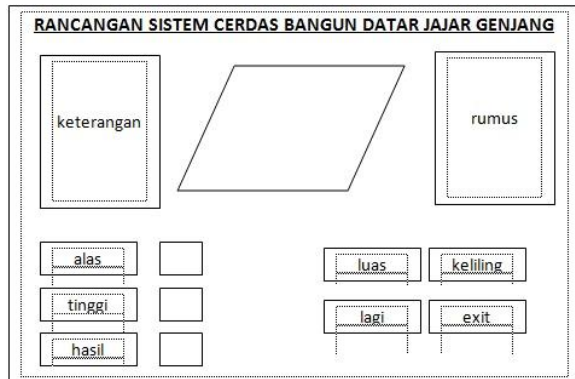 RANCANGAN SISTEM CERDAS BANGUN DATAR JAJAR GENJANG
keterangan
rumus
alas
tinggi
hasil
luas
keliling
lagi
exit